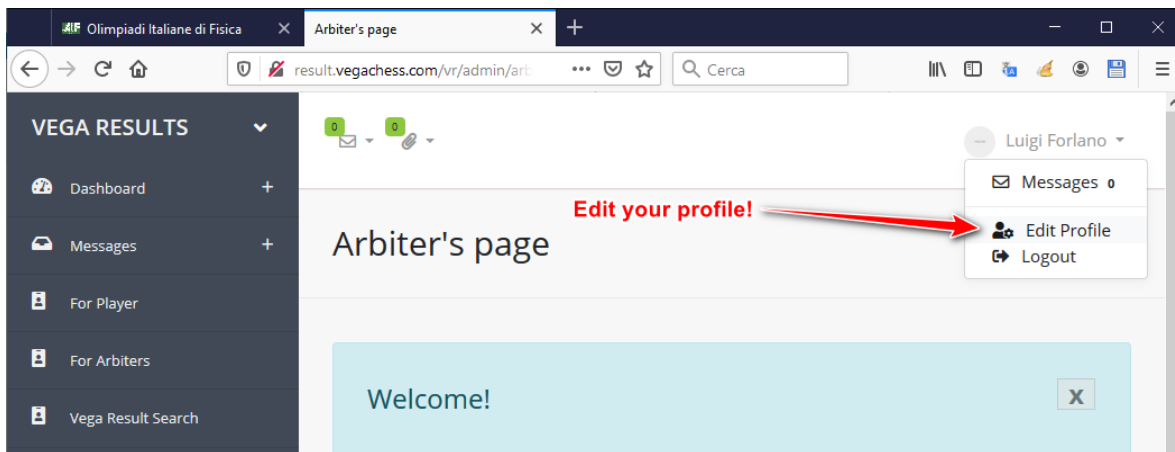 Olimpiadi Italiane di Fisica
Arbiter's page
result.vegachess.com/vr/admin/arb
Cerca
VEGA RESULTS
0
0
Luigi Forlano
Dashboard
Messages 0
Edit your profile!
Edit Profile
Messages
Arbiter's page
Logout
For Player
For Arbiters
Welcome!
X
Vega Result Search